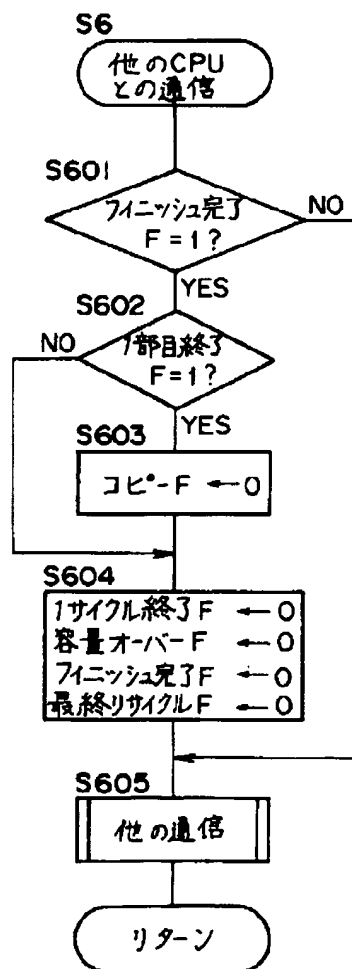 S6
他のCPU
との通信
S601
フィニッシュ完了
F=1?
NO
YES
S602
1部目終了
F=1?
NO
YES
S603
コピーF ←0
S604
1サイクル終了F ←0
容量オーバーF ←0
フィニッシュ完了F ←0
最終リサイクルF ←0
S605
他の通信
リターン